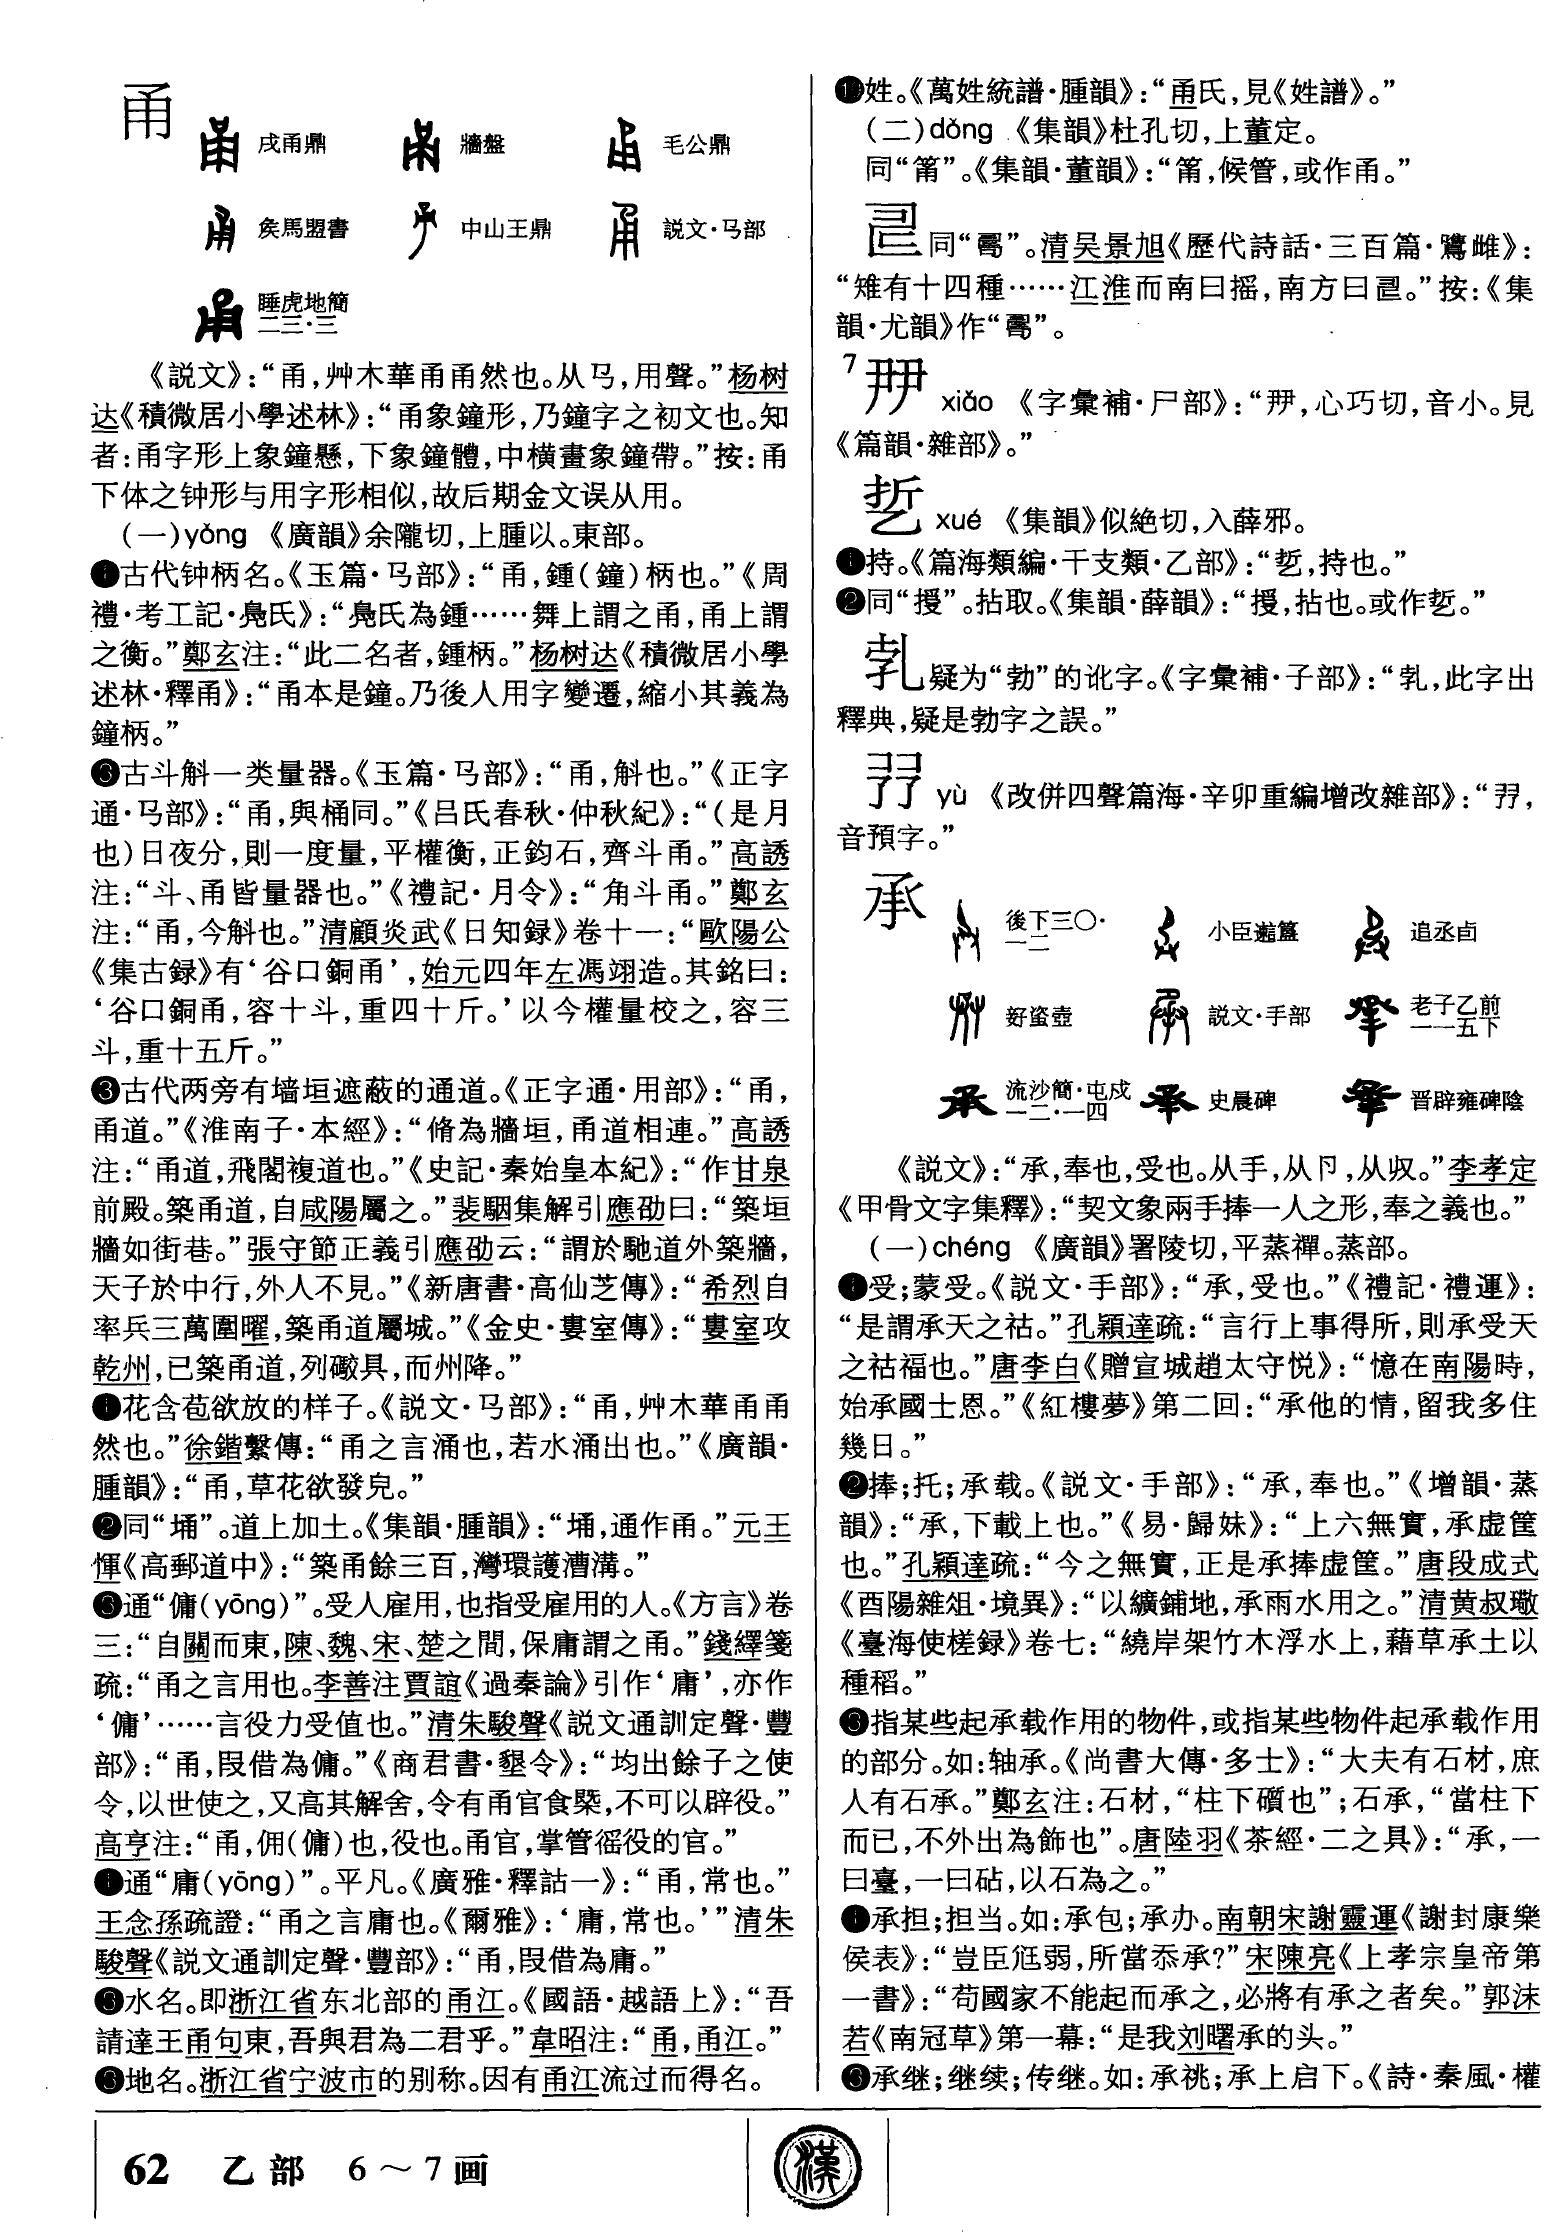 甬
戌甬鼎 牆盤 毛公鼎
矦馬盟書 中山王鼎 説文·马部
睡虎地簡
二三·三
《説文》：“甬，艸木華甬甬然也。从马，用聲。”杨树
达《積微居小學述林》：“甬象鐘形，乃鐘字之初文也。知
者：甬字形上象鐘懸，下象鐘體，中横畫象鐘帶。”按：甬
下体之钟形与用字形相似，故后期金文误从用。
(一)yǒng 《廣韻》余隴切，上腫以。東部。
❶古代钟柄名。《玉篇·马部》：“甬，鍾(鐘)柄也。”《周
禮·考工記·鳧氏》：“鳧氏為鍾……舞上謂之甬，甬上謂
之衡。”鄭玄注：“此二名者，鍾柄。”杨树达《積微居小學
述林·釋甬》：“甬本是鐘。乃後人用字變遷，縮小其義為
鐘柄。”
古斗斛一类量器。《玉篇·马部》：“甬，斛也。”《正字
通·马部》：“甬，與桶同。”《吕氏春秋·仲秋紀》：“(是月
也)日夜分，則一度量，平權衡，正鈞石，齊斗甬。”高誘
注：“斗、甬皆量器也。”《禮記·月令》：“角斗甬。”鄭玄
注：“甬，今斛也。”清顧炎武《日知録》卷十一：“歐陽公
《集古録》有‘谷口銅甬’，始元四年左馮翊造。其銘曰：
‘谷口銅甬，容十斗，重四十斤。’以今權量校之，容三
斗，重十五斤。”
❸古代两旁有墙垣遮蔽的通道。《正字通·用部》：“甬，
甬道。”《淮南子·本經》：“脩為牆垣，甬道相連。”高誘
注：“甬道，飛閣複道也。”《史記·秦始皇本紀》：“作甘泉
前殿。築甬道，自咸陽屬之。”裴駰集解引應劭曰：“築垣
牆如街巷。”張守節正義引應劭云：“謂於馳道外築牆，
天子於中行，外人不見。”《新唐書·高仙芝傳》：“希烈自
率兵三萬圍曜，築甬道屬城。”《金史·婁室傳》：“婁室攻
乾州，已築甬道，列礮具，而州降。”
花含苞欲放的样子。《説文·马部》：“甬，艸木華甬甬
然也。”徐鍇繫傳：“甬之言涌也，若水涌出也。”《廣韻·
腫韻》：“甬，草花欲發皃。”
同“埇”。道上加土。《集韻·腫韻》：“埇，通作甬。”元王
惲《高郵道中》：“築甬餘三百，灣環護漕溝。”
通“傭(yōng)”。受人雇用，也指受雇用的人。《方言》卷
三：“自關而東，陳、魏、宋、楚之間，保庸謂之甬。”錢繹箋
疏：“甬之言用也。李善注賈誼《過秦論》引作‘庸’，亦作
‘傭’……言役力受值也。”清朱駿聲《説文通訓定聲·豐
部》：“甬，叚借為傭。”《商君書·墾令》：“均出餘子之使
令，以世使之，又高其解舍，令有甬官食槩，不可以辟役。”
高亨注：“甬，佣(傭)也，役也。甬官，掌管徭役的官。”
通“庸(yōng)”。平凡。《廣雅·釋詁一》：“甬，常也。”
王念孫疏證：“甬之言庸也。《爾雅》：‘庸，常也。’”清朱
駿聲《説文通訓定聲·豐部》：“甬，叚借為庸。”
水名。即浙江省东北部的甬江。《國語·越語上》：“吾
請達王甬句東，吾與君為二君乎。”韋昭注：“甬，甬江。”
地名。浙江省宁波市的别称。因有甬江流过而得名。
姓。《萬姓統譜·腫韻》：“甬氏，見《姓譜》。”
(二)dǒng 《集韻》杜孔切，上董定。
同“筩”。《集韻·董韻》：“筩，候管，或作甬。”
同“”。清吴景旭《歷代詩話·三百篇·鷕雌》：
“雉有十四種……江淮而南曰摇，南方曰。”按：《集
韻·尤韻》作“”。
7
xiǎo 《字彙補·尸部》：“，心巧切，音小。見
《篇韻·雜部》。”
xué 《集韻》似絶切，入薛邪。
❶持。《篇海類編·干支類·乙部》：“，持也。”
❷同“授”。拈取。《集韻·薛韻》：“授，拈也。或作。”
疑为“勃”的讹字。《字彙補·子部》：“，此字出
釋典，疑是勃字之誤。”
yù 《改併四聲篇海·辛卯重編增改雜部》：“，
音預字。”
承
後下三〇·
一二
小臣簋 追丞卣
好蚉壺 説文·手部 老子乙前
一一五下
流沙簡·屯戍
一二·一四
史晨碑 晋辟雍碑陰
《説文》：“承，奉也，受也。从手，从卪，从収。”李孝定
《甲骨文字集釋》：“契文象兩手捧一人之形，奉之義也。”
(一)chéng 《廣韻》署陵切，平蒸禪。蒸部。
❶受；蒙受。《説文·手部》：“承，受也。”《禮記·禮運》：
“是謂承天之祜。”孔穎達疏：“言行上事得所，則承受天
之祜福也。”唐李白《贈宣城趙太守悦》：“憶在南陽時，
始承國士恩。”《紅樓夢》第二回：“承他的情，留我多住
幾日。”
❷捧；托；承载。《説文·手部》：“承，奉也。”《增韻·蒸
韻》：“承，下載上也。”《易·歸妹》：“上六無實，承虚筐
也。”孔穎達疏：“今之無實，正是承捧虚筐。”唐段成式
《酉陽雜俎·境異》：“以纊鋪地，承雨水用之。”清黄叔璥
《臺海使槎録》卷七：“繞岸架竹木浮水上，藉草承土以
種稻。”
❸指某些起承载作用的物件，或指某些物件起承载作用
的部分。如：轴承。《尚書大傳·多士》：“大夫有石材，庶
人有石承。”鄭玄注：石材，“柱下礩也”；石承，“當柱下
而已，不外出為飾也”。唐陸羽《茶經·二之具》：“承，一
曰臺，一曰砧，以石為之。”
承担；担当。如：承包；承办。南朝宋謝靈運《謝封康樂
侯表》：“豈臣尫弱，所當忝承？”宋陳亮《上孝宗皇帝第
一書》：“苟國家不能起而承之，必將有承之者矣。”郭沫
若《南冠草》第一幕：“是我刘曙承的头。”
承继；继续；传继。如：承祧；承上启下。《詩·秦風·權
62 乙部 6～7画
漢